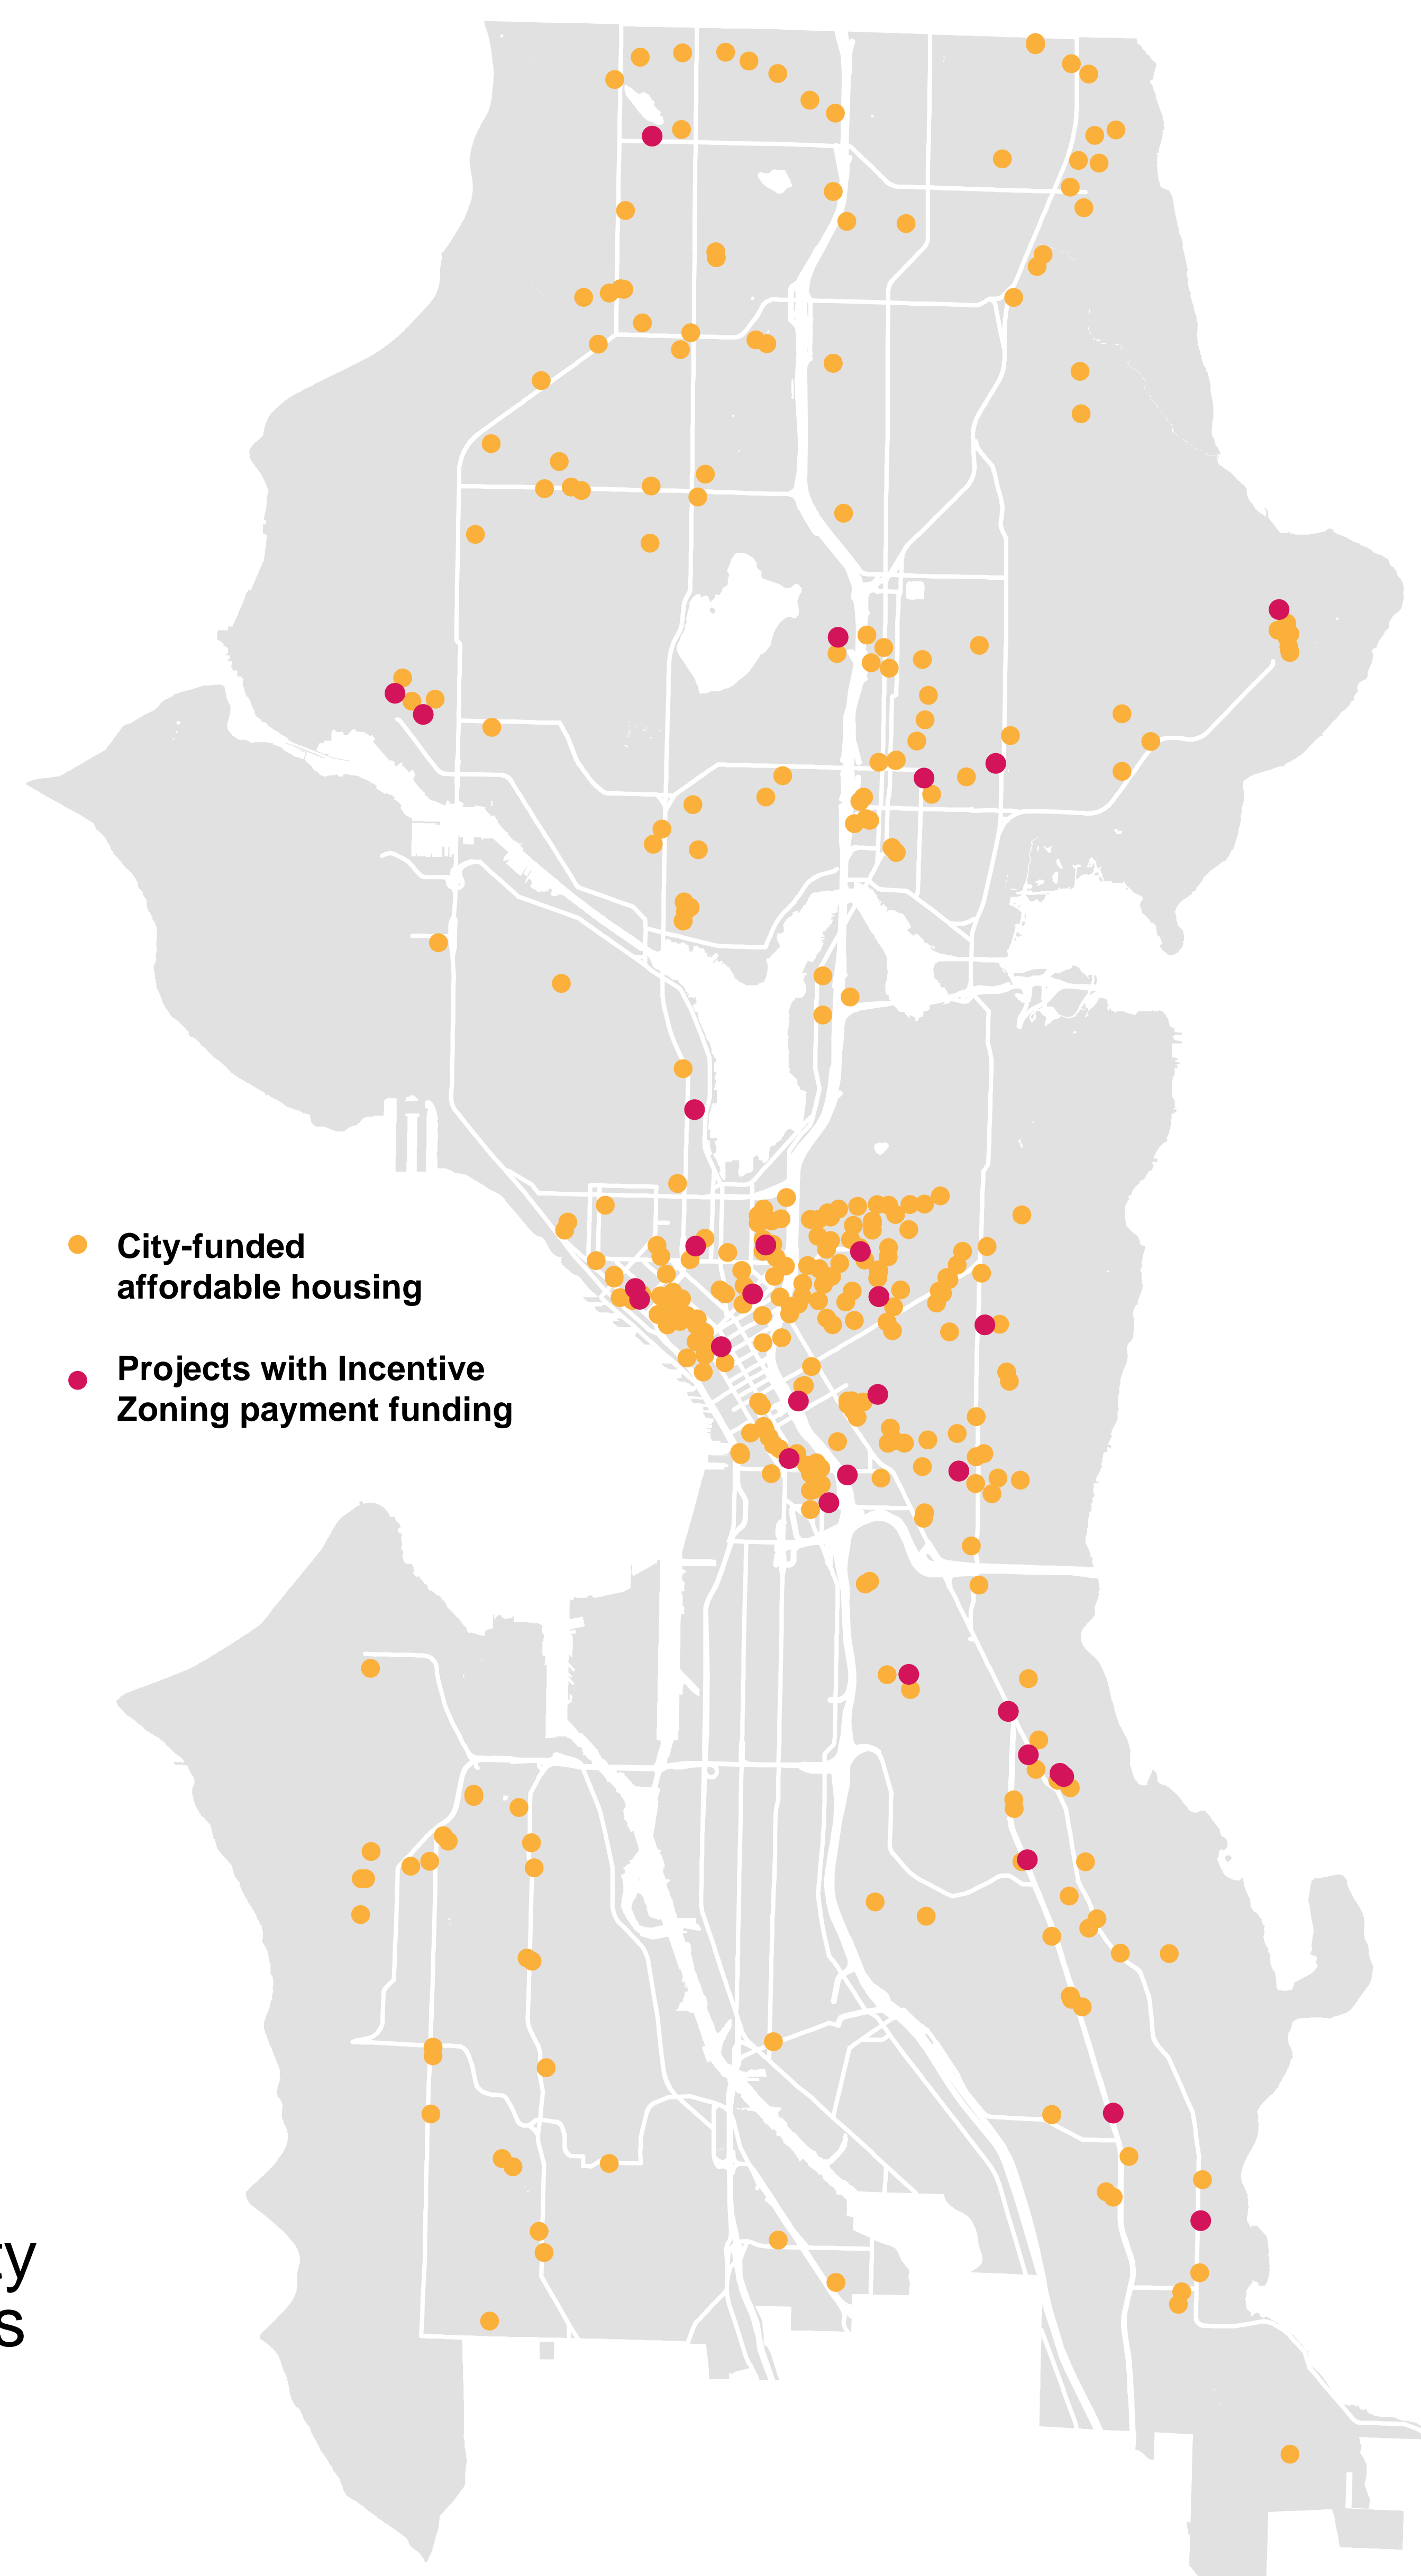 City-funded
affordable housing
Projects with Incentive
Zoning payment funding